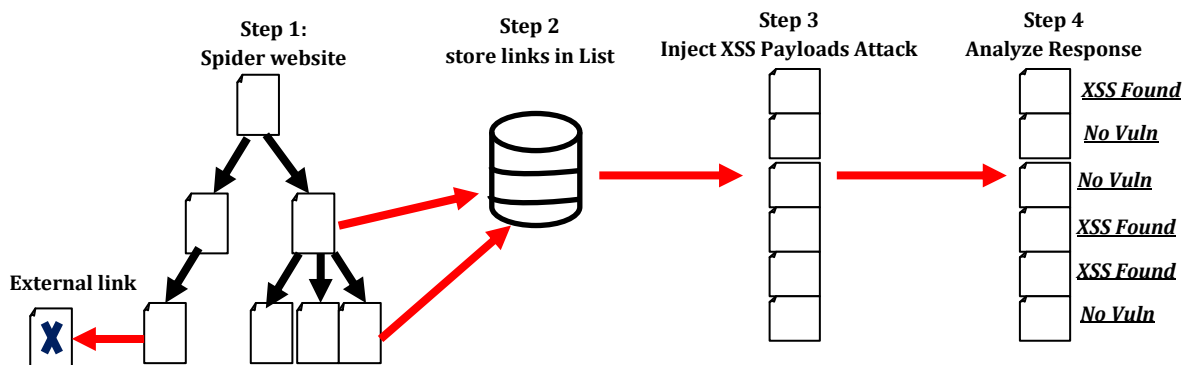 Step 1:
Spider website
Step 2
store links in List
Step 3
Inject XSS Payloads Attack
Step 4
Analyze Response
XSS Found
No Vuln
No Vuln
XSS Found
XSS Found
No Vuln
External link
X